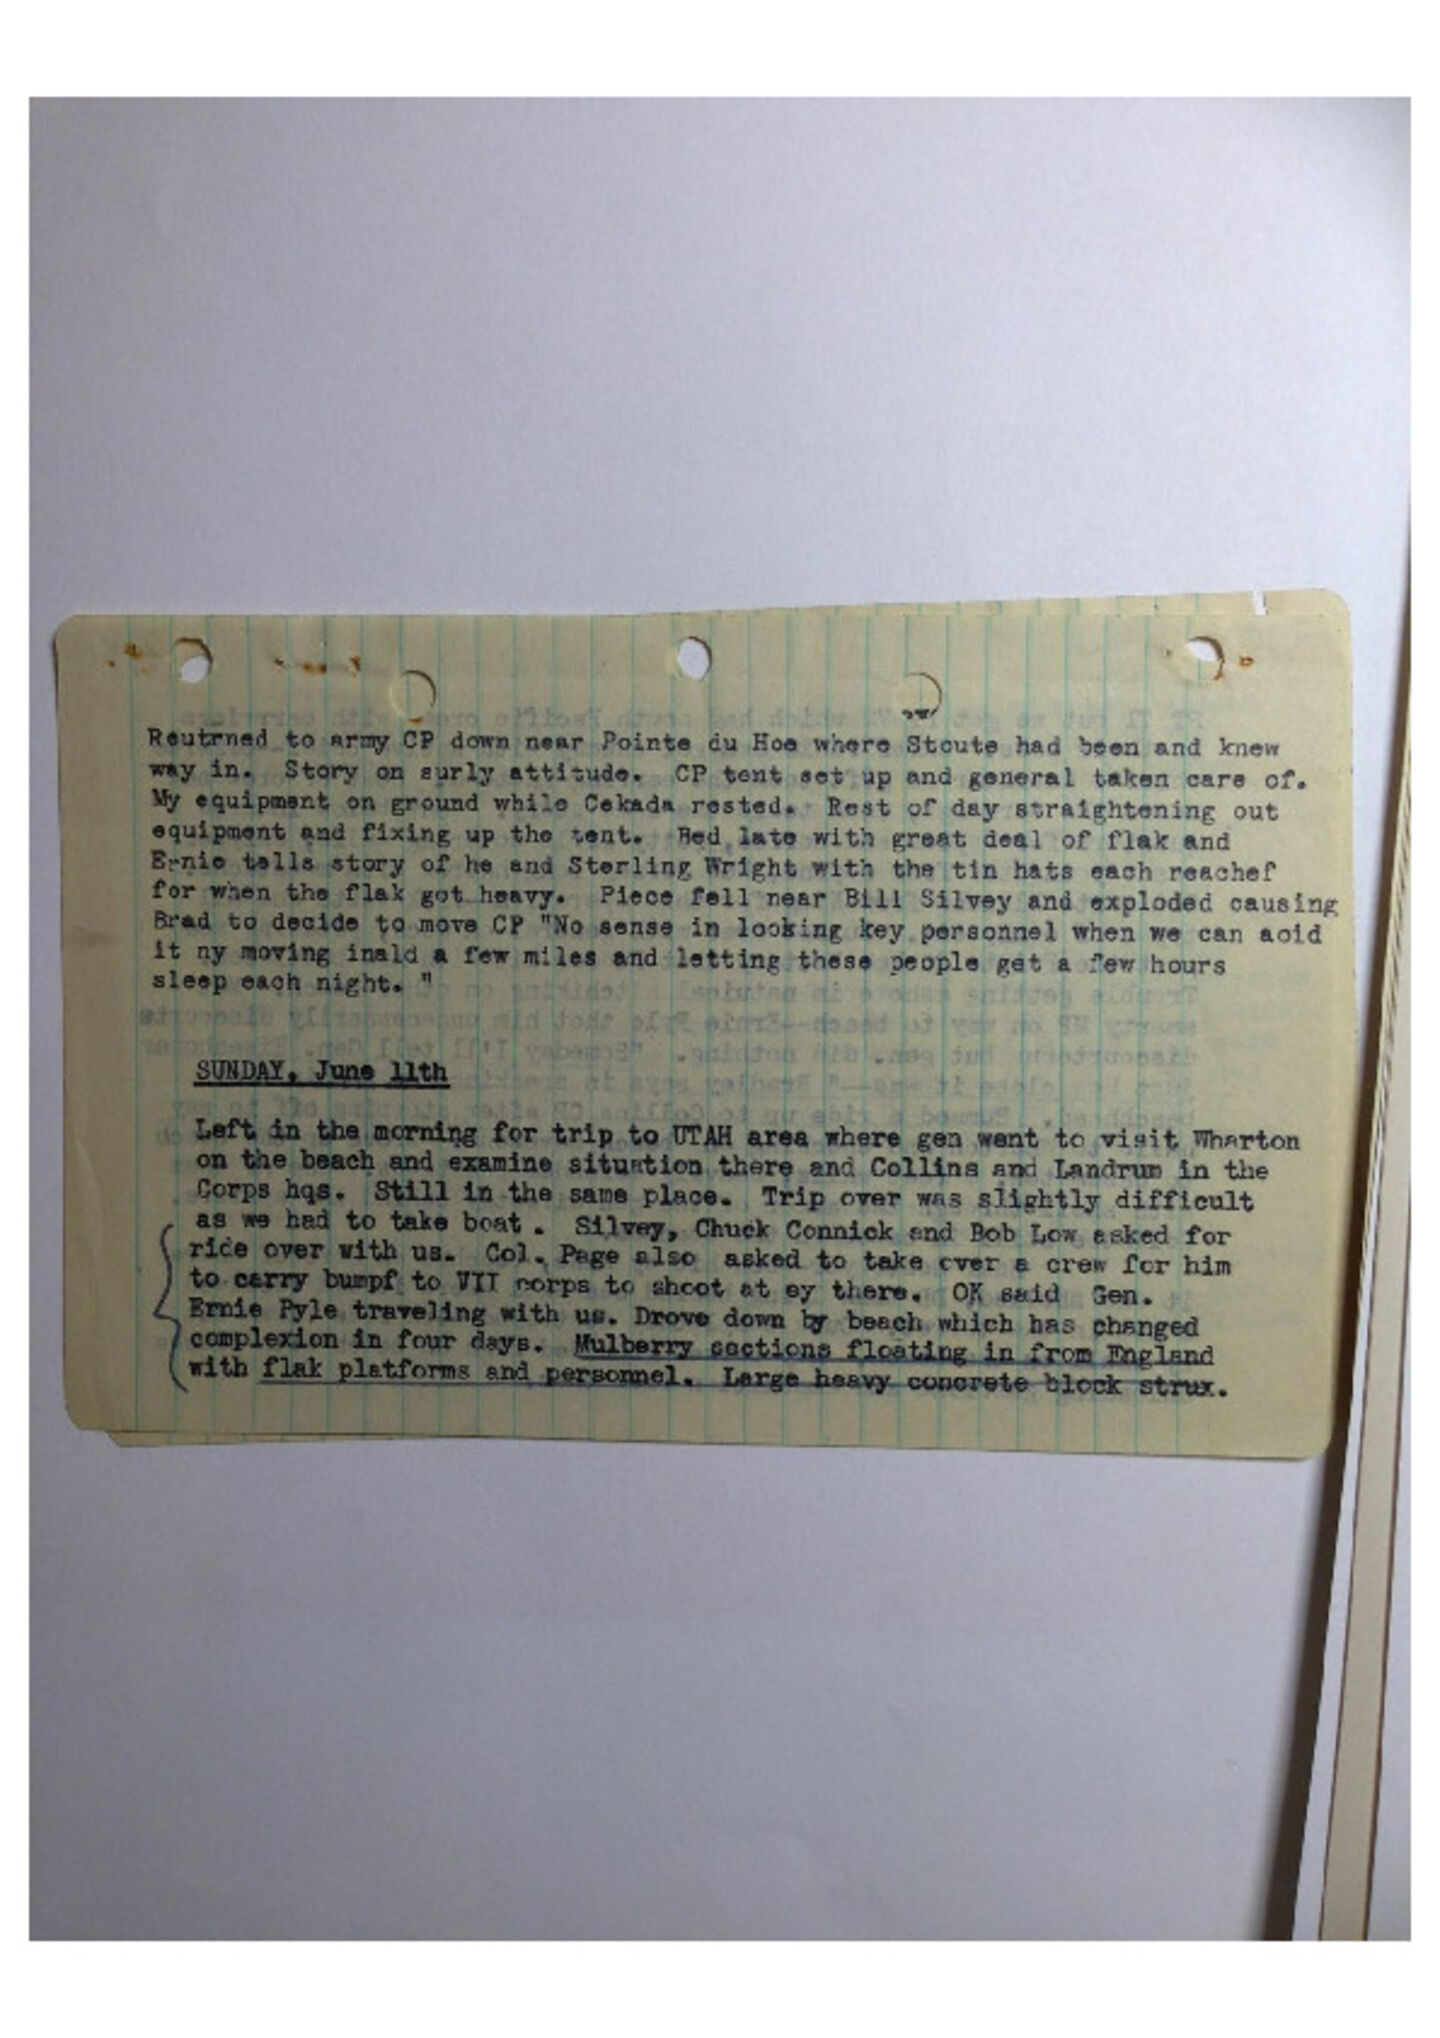 Reutrned to army CP down near Pointe du Hoe where Stoute had been and knew
way in. Story on surly attitude. CP tent set up and general taken care of.
My equipment on ground while Cekada rested. Rest of day straightening out
equipment and fixing up the tent. Bed late with great deal of flak and
Ernie tells story of he and Sterling Wright with the tin hats each reachef
for when the flak got heavy. Piece fell near Bill Silvey and exploded causing
Brad to decide to move CP "No sense in looking key personnel when we can aoid
it ny moving inald a few miles and letting these people get a few hours
sleep each night. "
SUNDAY, June 11th
Left in the morning for trip to UTAH area where gen went to visit Wharton
on the beach and examine situation there and Collins and Landrum in the
Corps hqs. Still in the same place. Trip over was slightly difficult
as we had to take boat . Silvey, Chuck Connick and Bob Low asked for
ride over with us. Col. Page also asked to take over a crew for him
to carry bumpf to VII corps to shoot at ey there. OK said Gen.
Ernie Pyle traveling with us. Drove down by beach which has changed
complexion in four days. Mulberry sections floating in from England
with flak platforms and personnel. Large heavy concrete block strux.